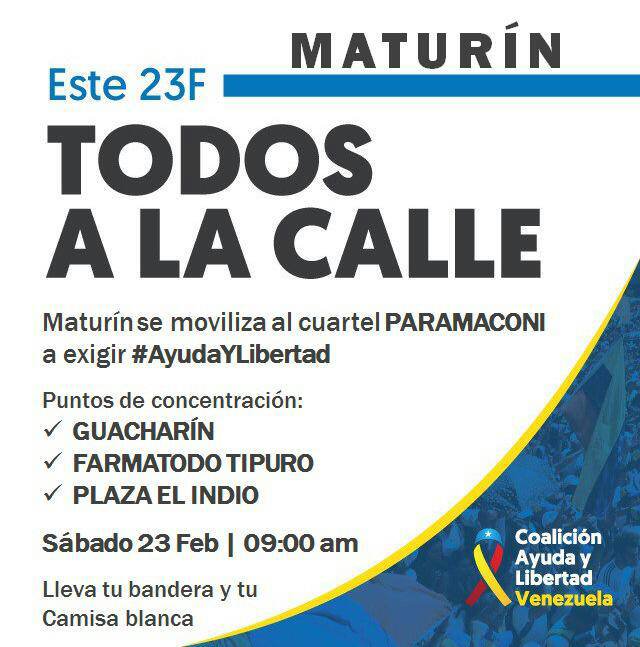 MATURÍN
Este 23F
TODOS
A LA CALLE
Maturín se moviliza al cuartel PARAMACONI
a exigir #AyudaYLibertad
Puntos de concentración:
✓ GUACHARÍN
✓ FARMATODO TIPURO
✓ PLAZA EL INDIO
Sábado 23 Feb | 09:00 am
Lleva tu bandera y tu
Camisa blanca
Coalición
Ayuda y
Libertad
Venezuela